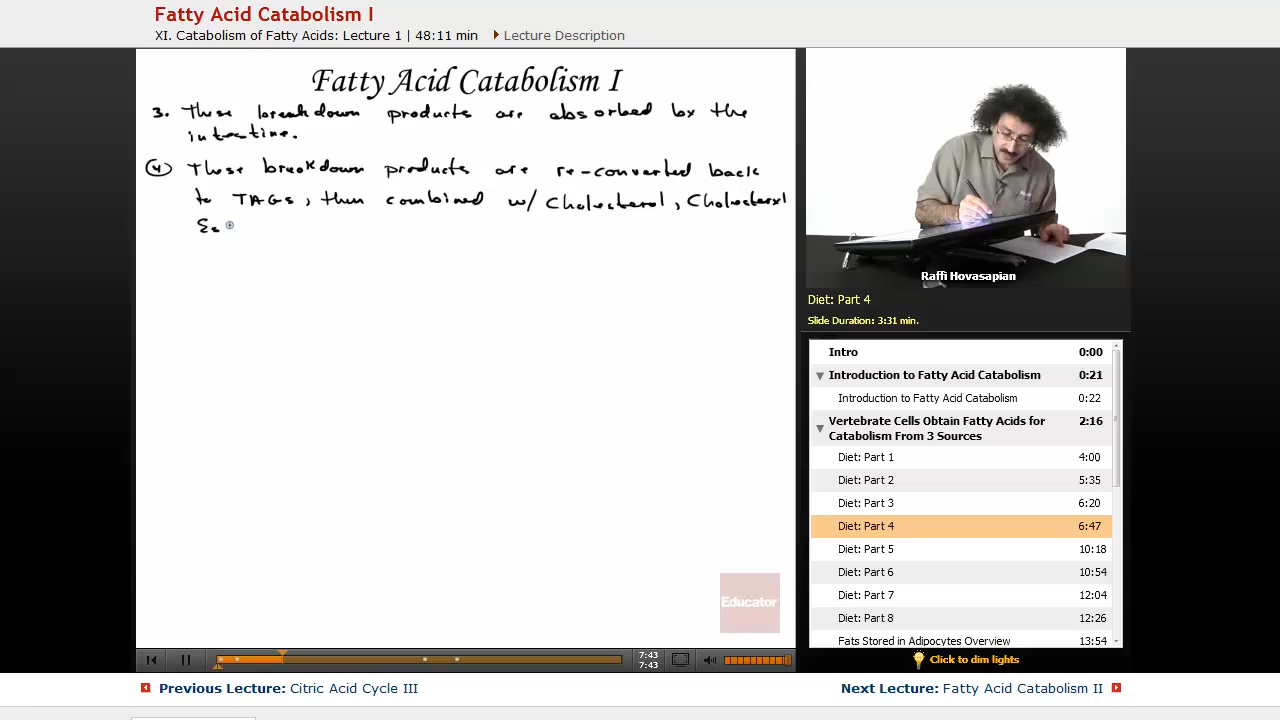 Fatty Acid Catabolism I
XI. Catabolism of Fatty Acids: Lecture 1 | 48:11 min
Lecture Description
Fatty Acid Catabolism I
3. These breakdown products are absorbed by the
intestine.
4 These breakdown products are re-converted back
to TAGs, then combined w/ Cholesterol, Cholesteryl
Es
Raffi Hovasapian
Diet: Part 4
Slide Duration: 3:31 min.
Intro 0:00
Introduction to Fatty Acid Catabolism 0:21
Introduction to Fatty Acid Catabolism 0:22
Vertebrate Cells Obtain Fatty Acids for 2:16
Catabolism From 3 Sources
Diet: Part 1 4:00
Diet: Part 2 5:35
Diet: Part 3 6:20
Diet: Part 4 6:47
Diet: Part 5 10:18
Diet: Part 6 10:54
Diet: Part 7 12:04
Diet: Part 8 12:26
Fats Stored in Adipocytes Overview 13:54
Educator
7:43
7:43
Click to dim lights
Previous Lecture: Citric Acid Cycle III
Next Lecture: Fatty Acid Catabolism II